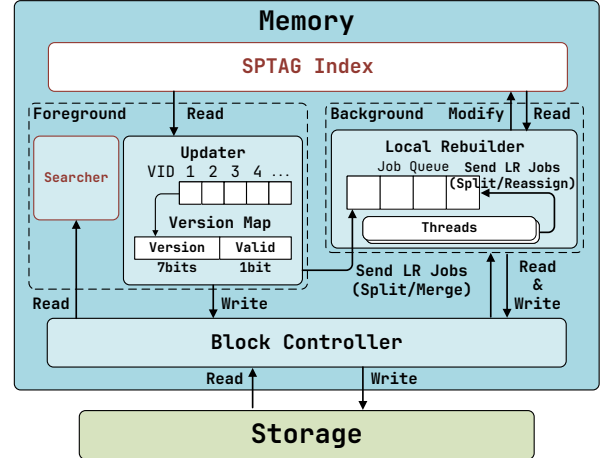 Memory
SPTAG Index
Foreground
Read
Background
Modify
Read
Searcher
Updater
VID 1 2 3 4 ...
Version Map
Version Valid
7bits 1bit
Local Rebuilder
Job Queue
Send LR Jobs
(Split/Reassign)
Threads
Send LR Jobs
(Split/Merge)
Read
&
Write
Read
Write
Block Controller
Read
Write
Storage